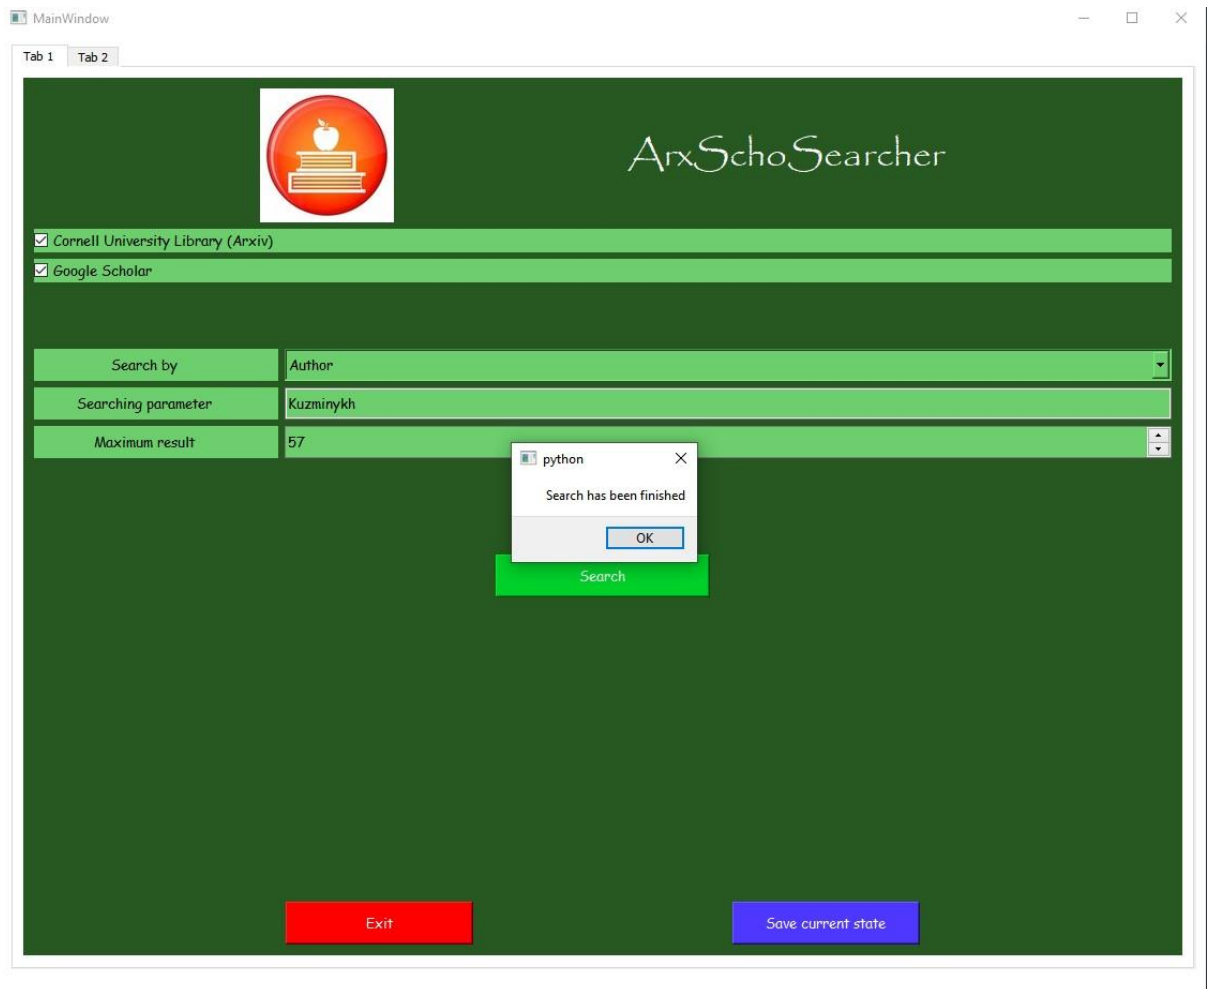 MainWindow
Tab 1 Tab 2
ArxSchoSearcher
Cornell University Library (Arxiv)
Google Scholar
Search by Author
Searching parameter Kuzminykh
Maximum result 57
python
Search has been finished
OK
Search
Exit Save current state